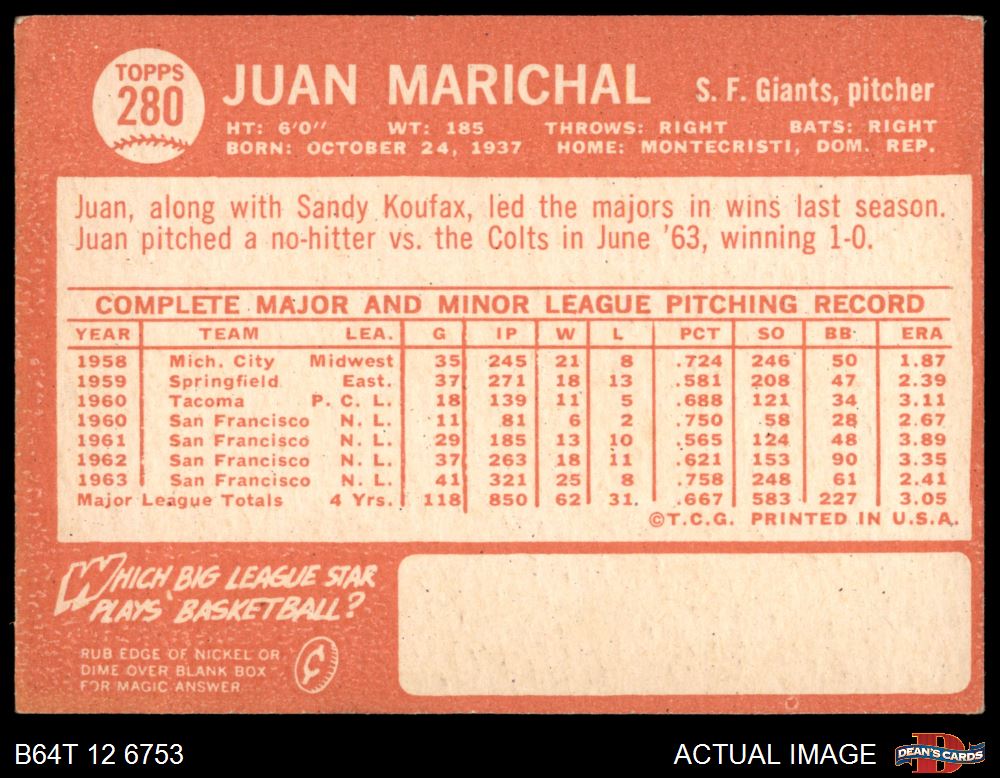 TOPPS
280
JUAN MARICHAL S. F. Giants, pitcher
HT: 6'0" WT: 185 THROWS: RIGHT BATS: RIGHT
BORN: OCTOBER 24, 1937 HOME: MONTECRISTI, DOM. REP.
Juan, along with Sandy Koufax, led the majors in wins last season.
Juan pitched a no-hitter vs. the Colts in June '63, winning 1-0.
COMPLETE MAJOR AND MINOR LEAGUE PITCHING RECORD
YEAR TEAM LEA. G IP W L PCT SO BB ERA
1958 Mich. City Midwest 35 245 21 8 .724 246 50 1.87
1959 Springfield East. 37 271 18 13 .581 208 47 2.39
1960 Tacoma P. C. L. 18 139 11 5 .688 121 34 3.11
1960 San Francisco N. L. 11 81 6 2 .750 58 28 2.67
1961 San Francisco N. L. 29 185 13 10 .565 124 48 3.89
1962 San Francisco N. L. 37 263 18 11 .621 153 90 3.35
1963 San Francisco N. L. 41 321 25 8 .758 248 61 2.41
Major League Totals 4 Yrs. 118 850 62 31. .667 583 227 3.05
©T.C.G. PRINTED IN U.S.A.
WHICH BIG LEAGUE STAR
PLAYS BASKETBALL?
RUB EDGE OF NICKEL OR
DIME OVER BLANK BOX
FOR MAGIC ANSWER
¢
B64T 12 6753 ACTUAL IMAGE DEAN'S CARDS